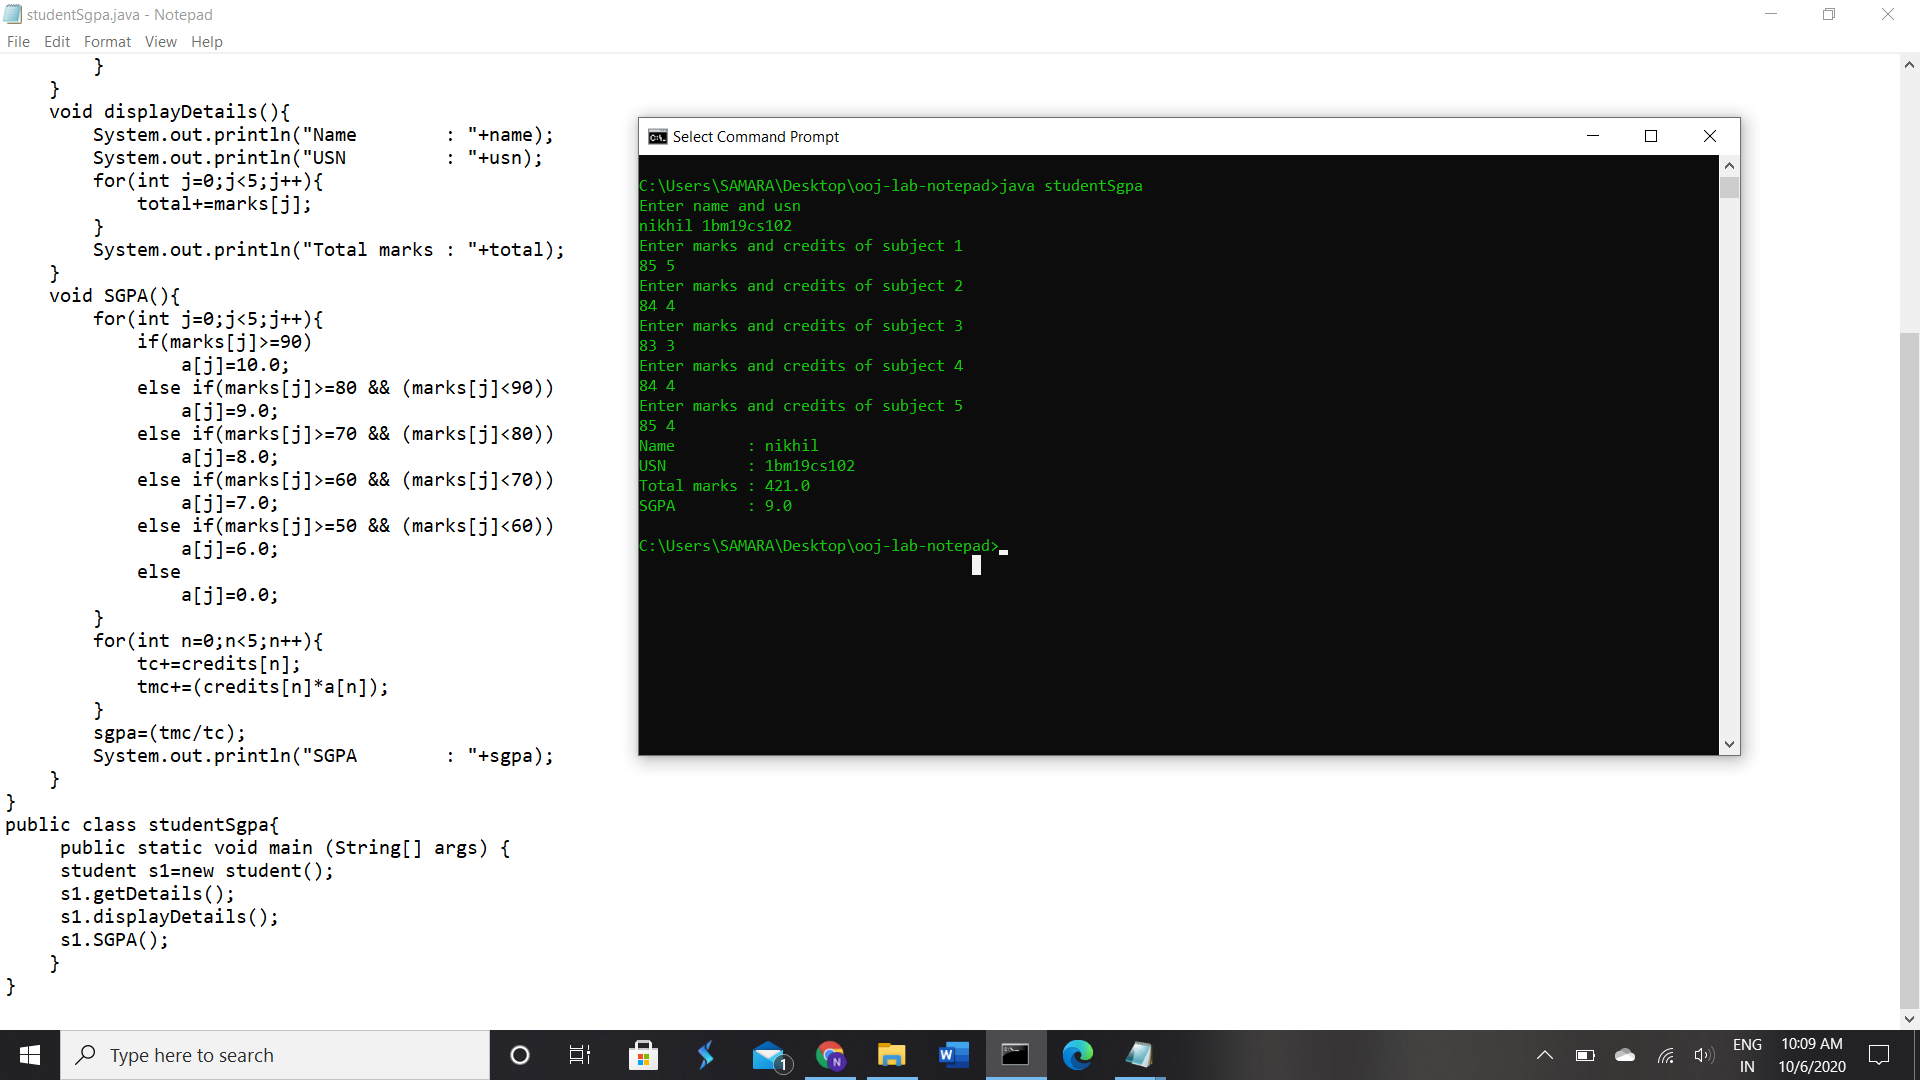 studentSgpa.java - Notepad
File Edit Format View Help
        }
    }
    void displayDetails(){
        System.out.println("Name        : "+name);
        System.out.println("USN         : "+usn);
        for(int j=0;j<5;j++){
            total+=marks[j];
        }
        System.out.println("Total marks : "+total);
    }
    void SGPA(){
        for(int j=0;j<5;j++){
            if(marks[j]>=90)
                a[j]=10.0;
            else if(marks[j]>=80 && (marks[j]<90))
                a[j]=9.0;
            else if(marks[j]>=70 && (marks[j]<80))
                a[j]=8.0;
            else if(marks[j]>=60 && (marks[j]<70))
                a[j]=7.0;
            else if(marks[j]>=50 && (marks[j]<60))
                a[j]=6.0;
            else
                a[j]=0.0;
        }
        for(int n=0;n<5;n++){
            tc+=credits[n];
            tmc+=(credits[n]*a[n]);
        }
        sgpa=(tmc/tc);
        System.out.println("SGPA        : "+sgpa);
    }
}
public class studentSgpa{
     public static void main (String[] args) {
     student s1=new student();
     s1.getDetails();
     s1.displayDetails();
     s1.SGPA();
    }
}
Select Command Prompt
C:\Users\SAMARA\Desktop\ooj-lab-notepad>java studentSgpa
Enter name and usn
nikhil 1bm19cs102
Enter marks and credits of subject 1
85 5
Enter marks and credits of subject 2
84 4
Enter marks and credits of subject 3
83 3
Enter marks and credits of subject 4
84 4
Enter marks and credits of subject 5
85 4
Name        : nikhil
USN         : 1bm19cs102
Total marks : 421.0
SGPA        : 9.0
C:\Users\SAMARA\Desktop\ooj-lab-notepad>
Type here to search
1
N
W
ENG
IN
10:09 AM
10/6/2020